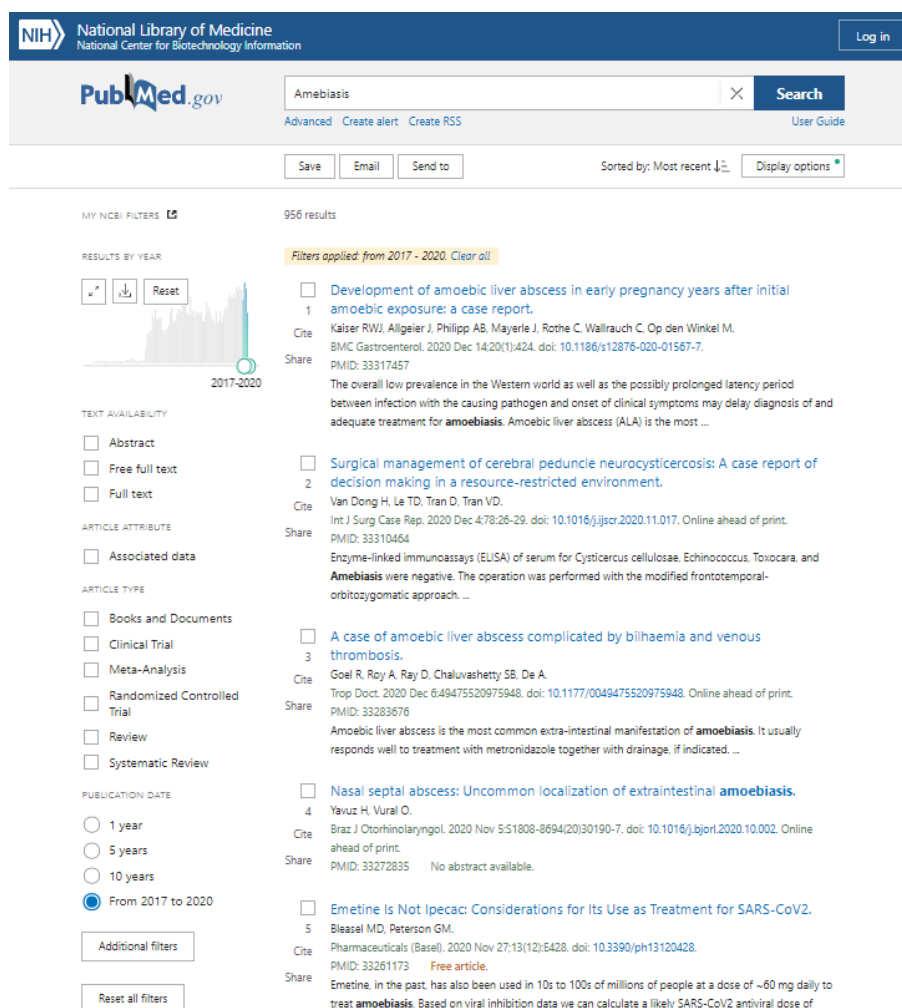 NIH
National Library of Medicine
National Center for Biotechnology Information
Log in
PubMed.gov
Amebiasis
Search
Advanced Create alert Create RSS
User Guide
Save Email Send to
Sorted by: Most recent
Display options
MY NCBI FILTERS
956 results
RESULTS BY YEAR
Filters applied: from 2017 - 2020. Clear all
Reset
2017-2020
TEXT AVAILABILITY
Abstract
Free full text
Full text
ARTICLE ATTRIBUTE
Associated data
ARTICLE TYPE
Books and Documents
Clinical Trial
Meta-Analysis
Randomized Controlled
Trial
Review
Systematic Review
PUBLICATION DATE
1 year
5 years
10 years
From 2017 to 2020
Additional filters
Reset all filters
1
Cite
Share
Development of amoebic liver abscess in early pregnancy years after initial
amoebic exposure: a case report.
Kaiser RWJ, Allgeier J, Philipp AB, Mayerle J, Rothe C, Wallrauch C, Op den Winkel M.
BMC Gastroenterol. 2020 Dec 14;20(1):424. doi: 10.1186/s12876-020-01567-7.
PMID: 33317457
The overall low prevalence in the Western world as well as the possibly prolonged latency period
between infection with the causing pathogen and onset of clinical symptoms may delay diagnosis of and
adequate treatment for amoebiasis. Amoebic liver abscess (ALA) is the most ...
2
Cite
Share
Surgical management of cerebral peduncle neurocysticercosis: A case report of
decision making in a resource-restricted environment.
Van Dong H, Le TD, Tran D, Tran VD.
Int J Surg Case Rep. 2020 Dec 4;78:26-29. doi: 10.1016/j.ijscr.2020.11.017. Online ahead of print.
PMID: 33310464
Enzyme-linked immunoassays (ELISA) of serum for Cysticercus cellulosae, Echinococcus, Toxocara, and
Amebiasis were negative. The operation was performed with the modified frontotemporal-
orbitozygomatic approach. ...
3
Cite
Share
A case of amoebic liver abscess complicated by bilhaemia and venous
thrombosis.
Goel R, Roy A, Ray D, Chaluvashetty SB, De A.
Trop Doct. 2020 Dec 6:49475520975948. doi: 10.1177/0049475520975948. Online ahead of print.
PMID: 33283676
Amoebic liver abscess is the most common extra-intestinal manifestation of amoebiasis. It usually
responds well to treatment with metronidazole together with drainage, if indicated. ...
4
Cite
Share
Nasal septal abscess: Uncommon localization of extraintestinal amoebiasis.
Yavuz H, Vural O.
Braz J Otorhinolaryngol. 2020 Nov 5:S1808-8694(20)30190-7. doi: 10.1016/j.bjorl.2020.10.002. Online
ahead of print.
PMID: 33272835 No abstract available.
5
Cite
Share
Emetine Is Not Ipecac: Considerations for Its Use as Treatment for SARS-CoV2.
Bleasel MD, Peterson GM.
Pharmaceuticals (Basel). 2020 Nov 27;13(12):E428. doi: 10.3390/ph13120428.
PMID: 33261173 Free article.
Emetine, in the past, has also been used in 10s to 100s of millions of people at a dose of ~60 mg daily to
treat amoebiasis. Based on viral inhibition data we can calculate a likely SARS-CoV2 antiviral dose of